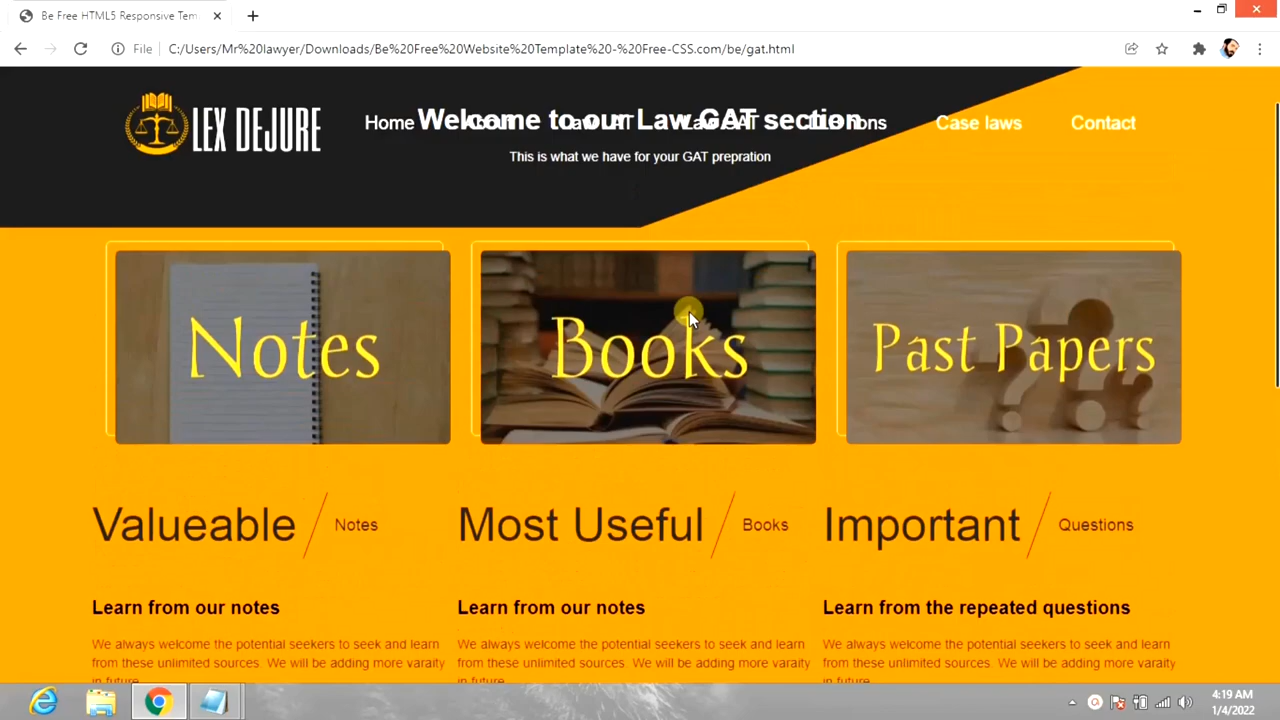 Be Free HTML5 Responsive Tem
File C:/Users/Mr%20lawyer/Downloads/Be%20Free%20Website%20Template%20-%20Free-CSS.com/be/gat.html
LEX DEJURE
Home
Case laws
Contact
Welcome to our Law GAT section
This is what we have for your GAT prepration
Notes
Books
Past Papers
Valueable Notes
Most Useful Books
Important Questions
Learn from our notes
We always welcome the potential seekers to seek and learn
from these unlimited sources. We will be adding more varaity
in future
Learn from our notes
We always welcome the potential seekers to seek and learn
from these unlimited sources. We will be adding more varaity
in future
Learn from the repeated questions
We always welcome the potential seekers to seek and learn
from these unlimited sources. We will be adding more varaity
in future
4:19 AM
1/4/2022